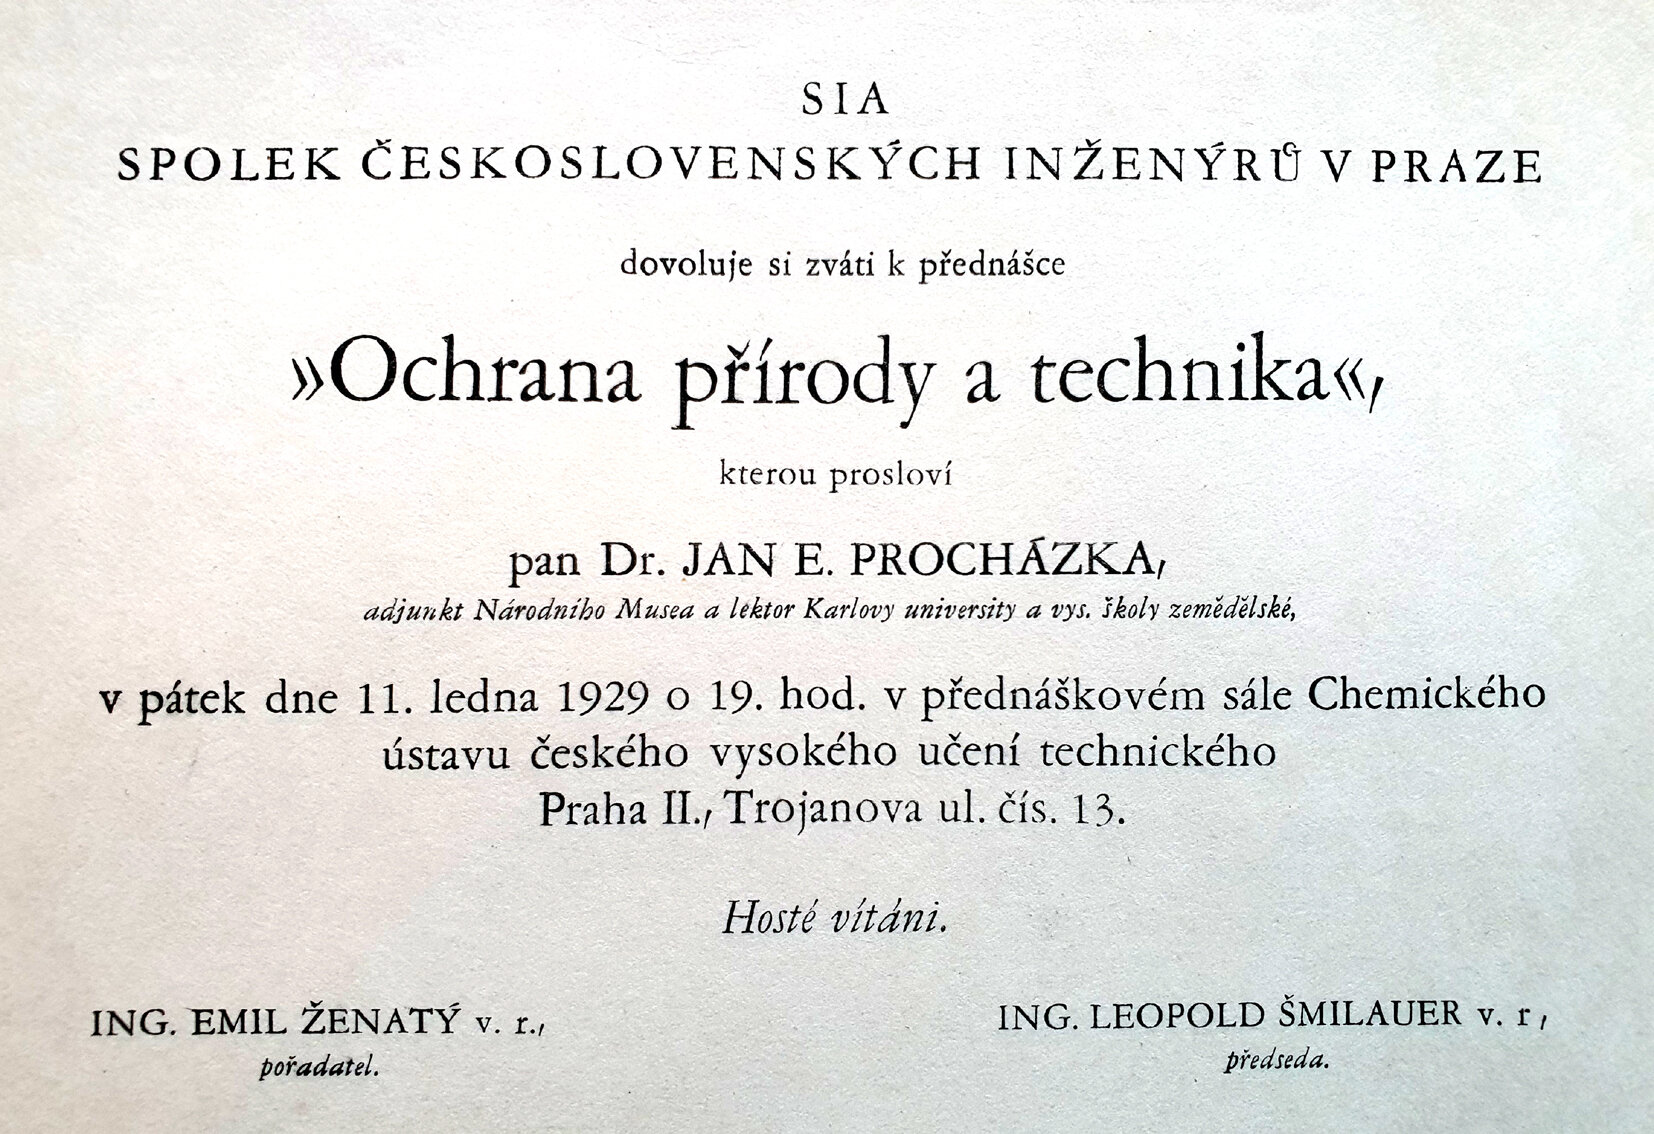 SIA
SPOLEK ČESKOSLOVENSKÝCH INŽENÝRŮ V PRAZE
dovoluje si zváti k přednášce
»Ochrana přírody a technika«,
kterou prosloví
pan Dr. JAN E. PROCHÁZKA,
adjunkt Národního Musea a lektor Karlovy university a vys. školy zemědělské,
v pátek dne 11. ledna 1929 o 19. hod. v přednáškovém sále Chemického
ústavu českého vysokého učení technického
Praha II., Trojanova ul. čís. 13.
Hosté vítáni.
ING. EMIL ŽENATÝ v. r.,
pořadatel.
ING. LEOPOLD ŠMILAUER v. r,
předseda.